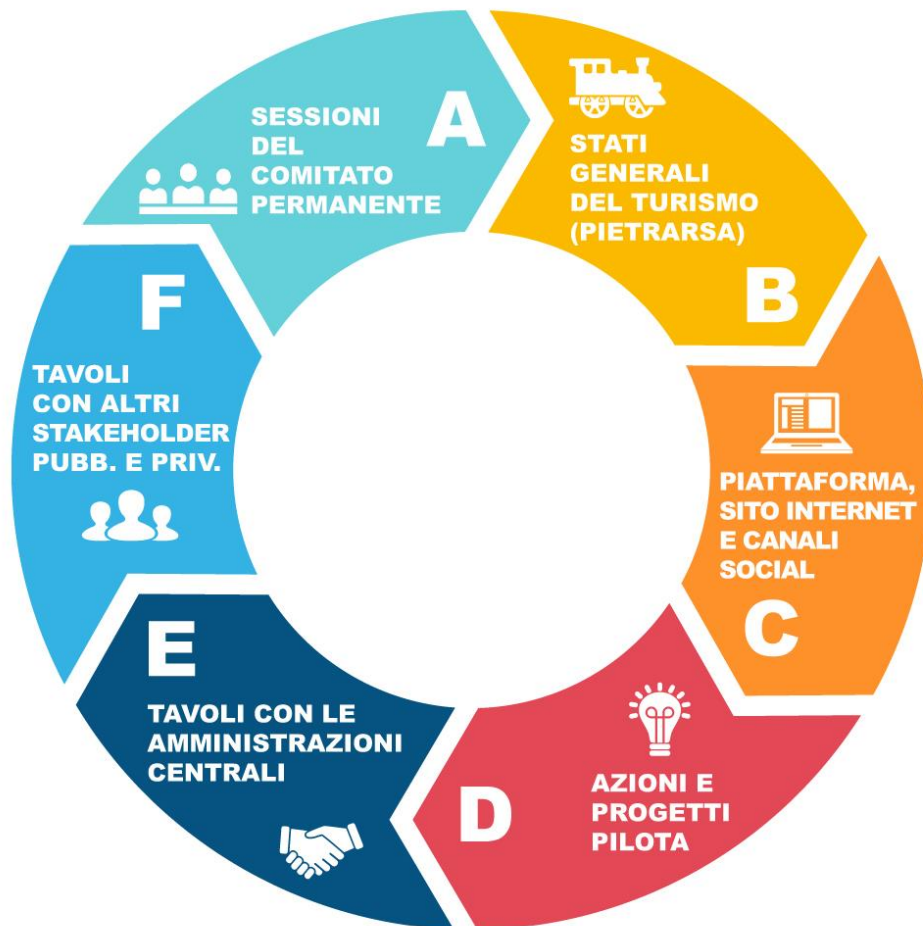 A
SESSIONI
DEL
COMITATO
PERMANENTE
STATI
GENERALI
DEL TURISMO
(PIETRARSA)
B
PIATTAFORMA,
SITO INTERNET
E CANALI
SOCIAL
C
AZIONI E
PROGETTI
PILOTA
D
E
TAVOLI CON LE
AMMINISTRAZIONI
CENTRALI
F
TAVOLI
CON ALTRI
STAKEHOLDER
PUBB. E PRIV.